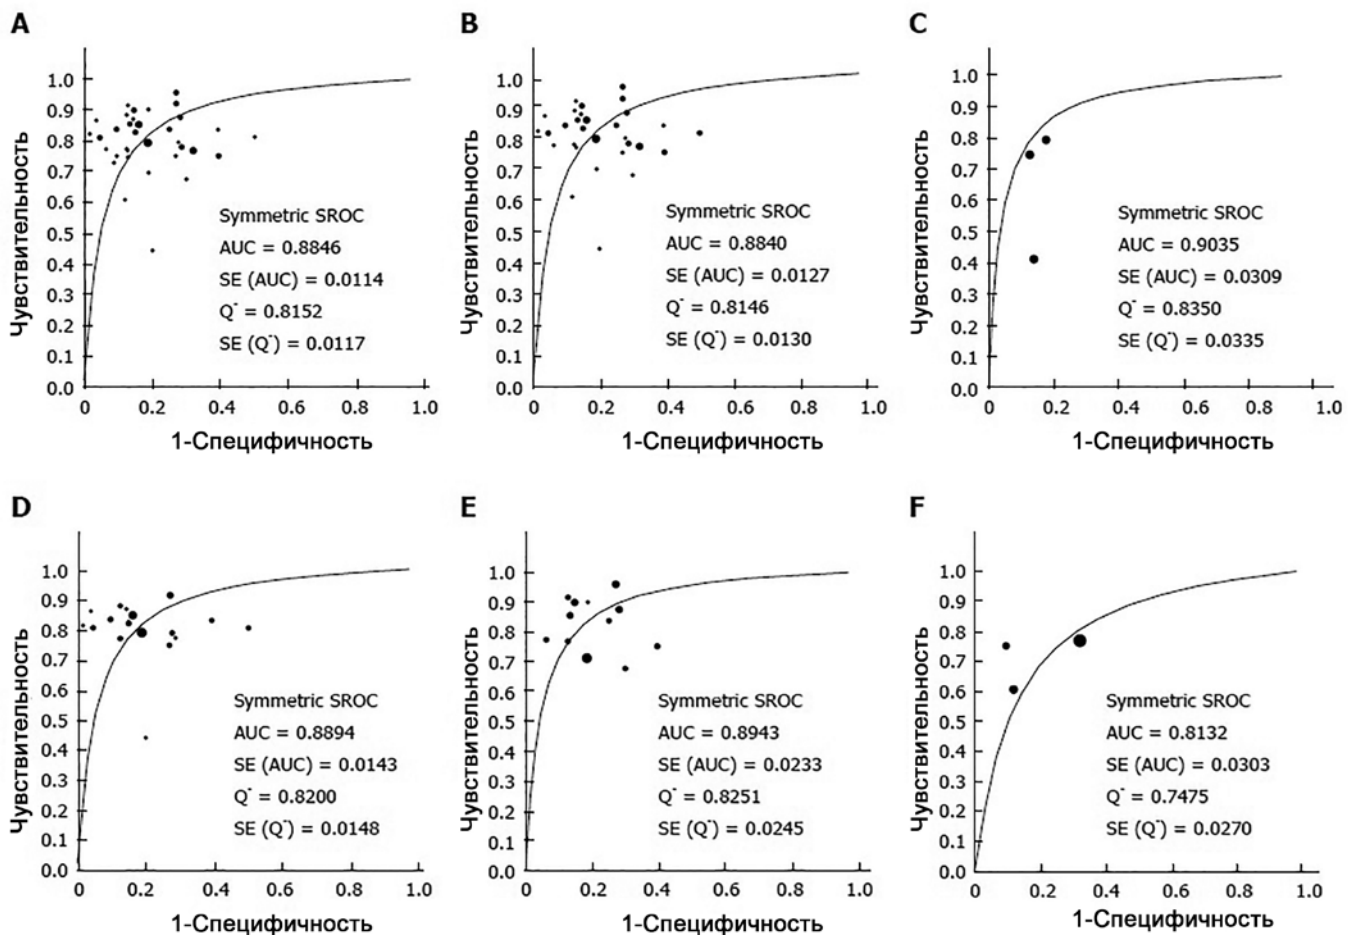 A
Чувствительность
1.0
0.9
0.8
0.7
0.6
0.5
0.4
0.3
0.2
0.1
0.0
Symmetric SROC
AUC = 0.8846
SE (AUC) = 0.0114
Q* = 0.8152
SE (Q*) = 0.0117
0 0.2 0.4 0.6 0.8 1.0
1-Специфичность
B
Чувствительность
1.0
0.9
0.8
0.7
0.6
0.5
0.4
0.3
0.2
0.1
0.0
Symmetric SROC
AUC = 0.8840
SE (AUC) = 0.0127
Q* = 0.8146
SE (Q*) = 0.0130
0 0.2 0.4 0.6 0.8 1.0
1-Специфичность
C
Чувствительность
1.0
0.9
0.8
0.7
0.6
0.5
0.4
0.3
0.2
0.1
0.0
Symmetric SROC
AUC = 0.9035
SE (AUC) = 0.0309
Q* = 0.8350
SE (Q*) = 0.0335
0 0.2 0.4 0.6 0.8 1.0
1-Специфичность
D
Чувствительность
1.0
0.9
0.8
0.7
0.6
0.5
0.4
0.3
0.2
0.1
0.0
Symmetric SROC
AUC = 0.8894
SE (AUC) = 0.0143
Q* = 0.8200
SE (Q*) = 0.0148
0 0.2 0.4 0.6 0.8 1.0
1-Специфичность
E
Чувствительность
1.0
0.9
0.8
0.7
0.6
0.5
0.4
0.3
0.2
0.1
0.0
Symmetric SROC
AUC = 0.8943
SE (AUC) = 0.0233
Q* = 0.8251
SE (Q*) = 0.0245
0 0.2 0.4 0.6 0.8 1.0
1-Специфичность
F
Чувствительность
1.0
0.9
0.8
0.7
0.6
0.5
0.4
0.3
0.2
0.1
0.0
Symmetric SROC
AUC = 0.8132
SE (AUC) = 0.0303
Q* = 0.7475
SE (Q*) = 0.0270
0 0.2 0.4 0.6 0.8 1.0
1-Специфичность